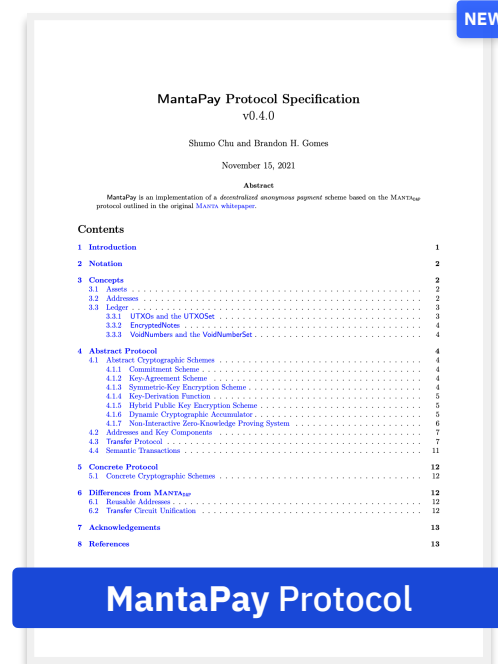 NEW
MantaPay Protocol Specification
v0.4.0
Shumo Chu and Brandon H. Gomes
November 15, 2021
Abstract
MantaPay is an implementation of a decentralized anonymous payment scheme based on the MANTADAP
protocol outlined in the original MANTA whitepaper.
Contents
1 Introduction 1
2 Notation 2
3 Concepts 2
3.1 Assets . . . . . . . . . . 2
3.2 Addresses . . . . . . . . . . 2
3.3 Ledger . . . . . . . . . . 3
3.3.1 UTXOs and the UTXOSet . . . . . . . . . . 3
3.3.2 EncryptedNotes . . . . . . . . . . 4
3.3.3 VoidNumbers and the VoidNumberSet . . . . . . . . . . 4
4 Abstract Protocol 4
4.1 Abstract Cryptographic Schemes . . . . . . . . . . 4
4.1.1 Commitment Scheme . . . . . . . . . . 4
4.1.2 Key-Agreement Scheme . . . . . . . . . . 4
4.1.3 Symmetric-Key Encryption Scheme . . . . . . . . . . 4
4.1.4 Key-Derivation Function . . . . . . . . . . 5
4.1.5 Hybrid Public Key Encryption Scheme . . . . . . . . . . 5
4.1.6 Dynamic Cryptographic Accumulator . . . . . . . . . . 5
4.1.7 Non-Interactive Zero-Knowledge Proving System . . . . . . . . . . 6
4.2 Addresses and Key Components . . . . . . . . . . 7
4.3 Transfer Protocol . . . . . . . . . . 7
4.4 Semantic Transactions . . . . . . . . . . 11
5 Concrete Protocol 12
5.1 Concrete Cryptographic Schemes . . . . . . . . . . 12
6 Differences from MANTADAP 12
6.1 Reusable Addresses . . . . . . . . . . 12
6.2 Transfer Circuit Unification . . . . . . . . . . 12
7 Acknowledgements 13
8 References 13
MantaPay Protocol